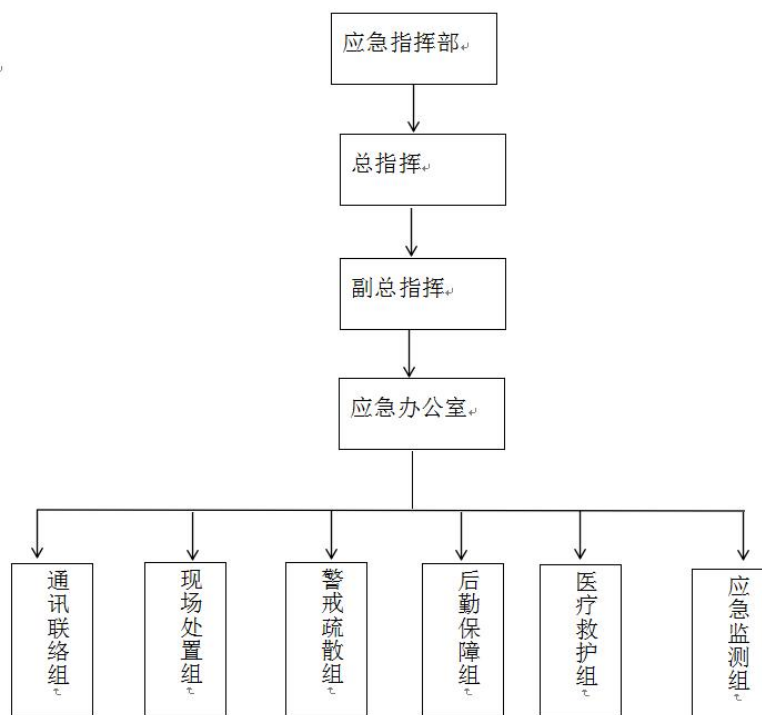 应急指挥部
总指挥
副总指挥
应急办公室
通讯联络组
现场处置组
警戒疏散组
后勤保障组
医疗救护组
应急监测组